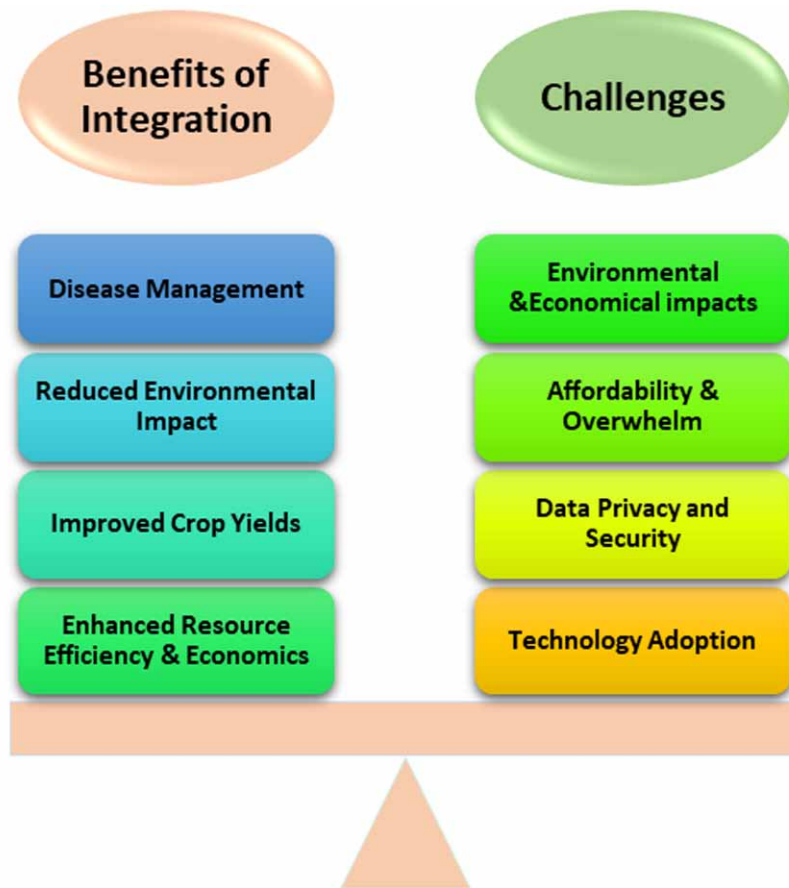 Benefits of
Integration
Challenges
Disease Management
Reduced Environmental
Impact
Improved Crop Yields
Enhanced Resource
Efficiency & Economics
Environmental
&Economical impacts
Affordability &
Overwhelm
Data Privacy and
Security
Technology Adoption